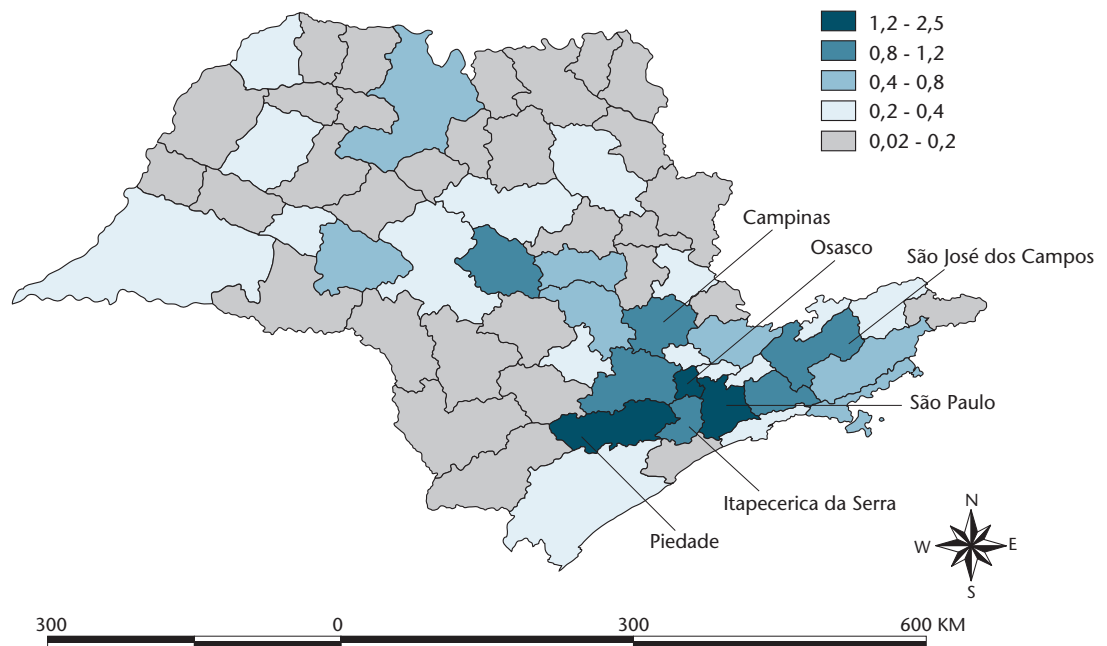 1,2 - 2,5
0,8 - 1,2
0,4 - 0,8
0,2 - 0,4
0,02 - 0,2
Campinas
Osasco
São José dos Campos
São Paulo
Itapecerica da Serra
Piedade
N
W
E
S
300
0
300
600 KM